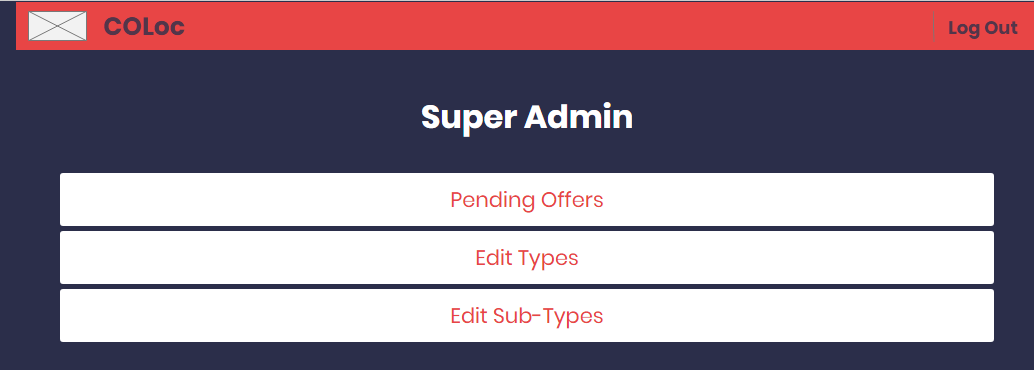 COLoc
Log Out
Super Admin
Pending Offers
Edit Types
Edit Sub-Types